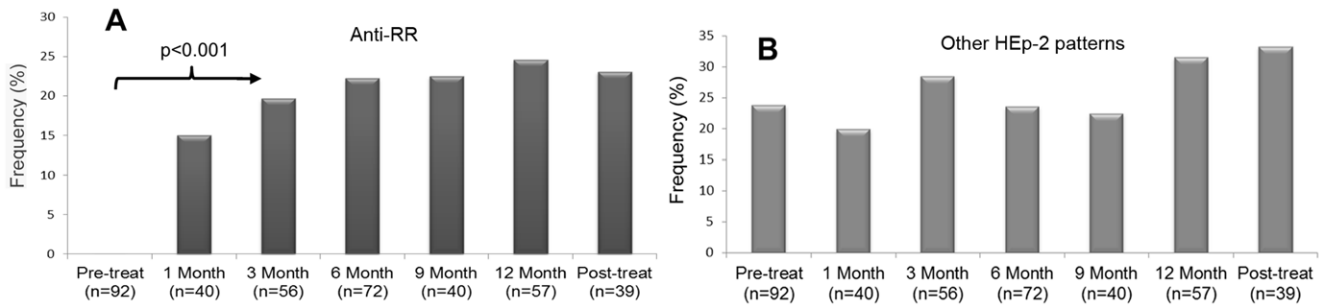 A
Anti-RR
p<0.001
Frequency (%)
30
25
20
15
10
5
0
Pre-treat 1 Month 3 Month 6 Month 9 Month 12 Month Post-treat
(n=92) (n=40) (n=56) (n=72) (n=40) (n=57) (n=39)
B
Other HEp-2 patterns
Frequency (%)
35
30
25
20
15
10
5
0
Pre-treat 1 Month 3 Month 6 Month 9 Month 12 Month Post-treat
(n=92) (n=40) (n=56) (n=72) (n=40) (n=57) (n=39)